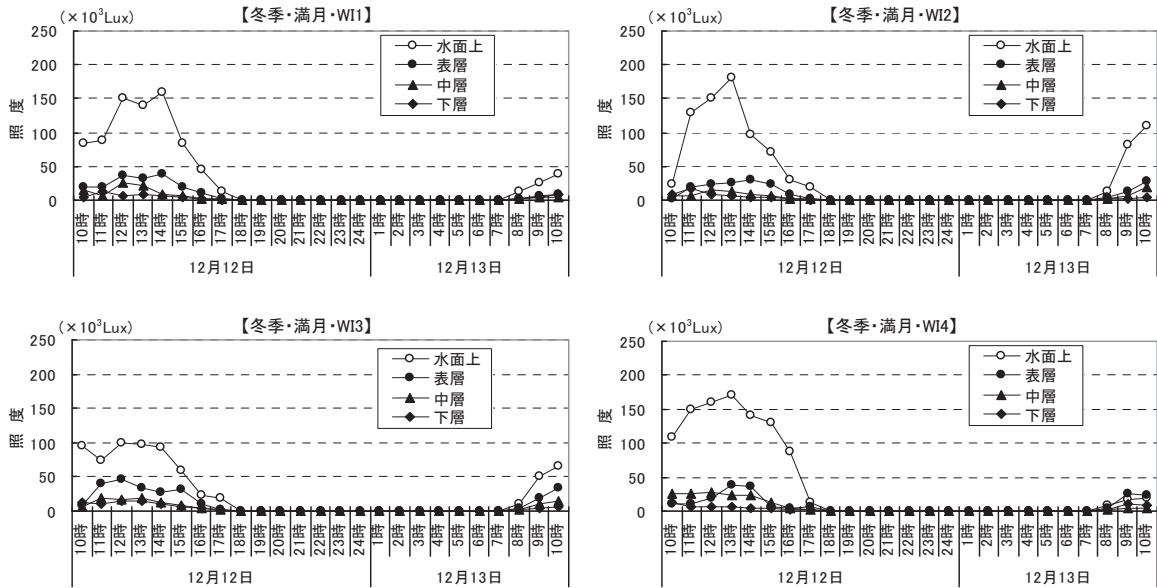 (×10³Lux) 【冬季・満月・WI1】
250
200
150
100
50
0
照度
水面上
表層
中層
下層
10時 11時 12時 13時 14時 15時 16時 17時 18時 19時 20時 21時 22時 23時 24時 1時 2時 3時 4時 5時 6時 7時 8時 9時 10時
12月12日 12月13日
(×10³Lux) 【冬季・満月・WI2】
250
200
150
100
50
0
照度
水面上
表層
中層
下層
10時 11時 12時 13時 14時 15時 16時 17時 18時 19時 20時 21時 22時 23時 24時 1時 2時 3時 4時 5時 6時 7時 8時 9時 10時
12月12日 12月13日
(×10³Lux) 【冬季・満月・WI3】
250
200
150
100
50
0
照度
水面上
表層
中層
下層
10時 11時 12時 13時 14時 15時 16時 17時 18時 19時 20時 21時 22時 23時 24時 1時 2時 3時 4時 5時 6時 7時 8時 9時 10時
12月12日 12月13日
(×10³Lux) 【冬季・満月・WI4】
250
200
150
100
50
0
照度
水面上
表層
中層
下層
10時 11時 12時 13時 14時 15時 16時 17時 18時 19時 20時 21時 22時 23時 24時 1時 2時 3時 4時 5時 6時 7時 8時 9時 10時
12月12日 12月13日